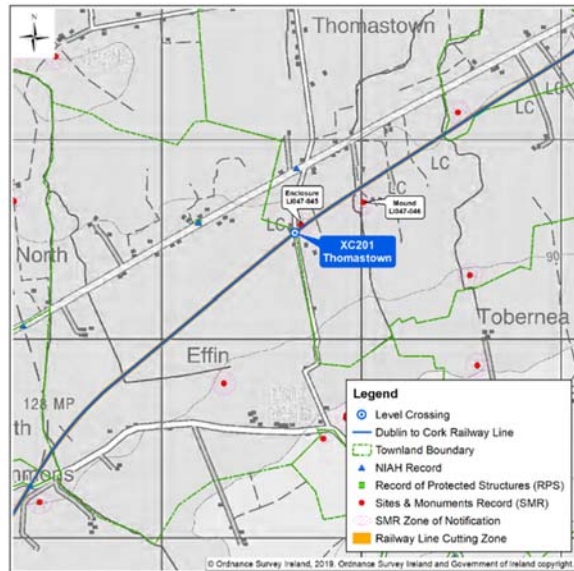 N
Thomastown
LC
LC
LC
LC
Enclosure
LI047-045
Mound
LI047-046
LC
XC201
Thomastown
North
90
Tobernea
Effin
128 MP
th
mmons
Legend
Level Crossing
Dublin to Cork Railway Line
Townland Boundary
NIAH Record
Record of Protected Structures (RPS)
Sites & Monuments Record (SMR)
SMR Zone of Notification
Railway Line Cutting Zone
© Ordnance Survey Ireland, 2019. Ordnance Survey Ireland and Government of Ireland copyright.